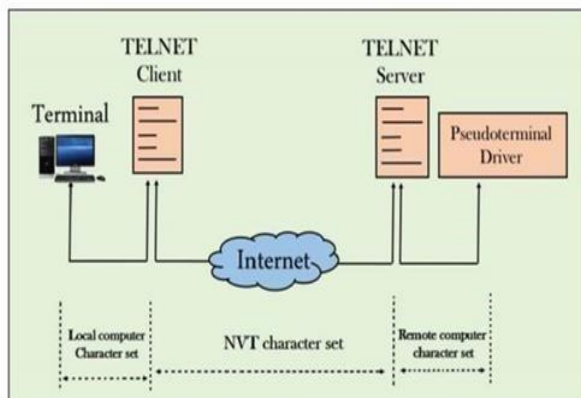 TELNET
Client
TELNET
Server
Terminal
Pseudoterminal
Driver
Internet
Local computer
Character set
NVT character set
Remote computer
character set